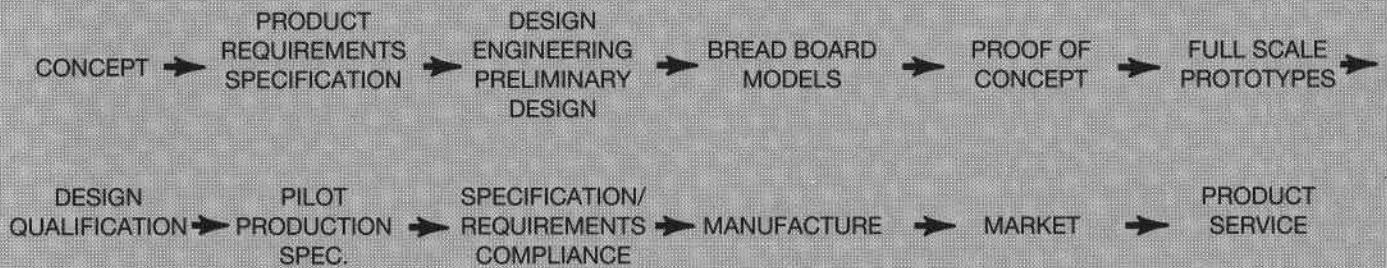 CONCEPT
PRODUCT
REQUIREMENTS
SPECIFICATION
DESIGN
ENGINEERING
PRELIMINARY
DESIGN
BREAD BOARD
MODELS
PROOF OF
CONCEPT
FULL SCALE
PROTOTYPES
DESIGN
QUALIFICATION
PILOT
PRODUCTION
SPEC.
SPECIFICATION/
REQUIREMENTS
COMPLIANCE
MANUFACTURE
MARKET
PRODUCT
SERVICE